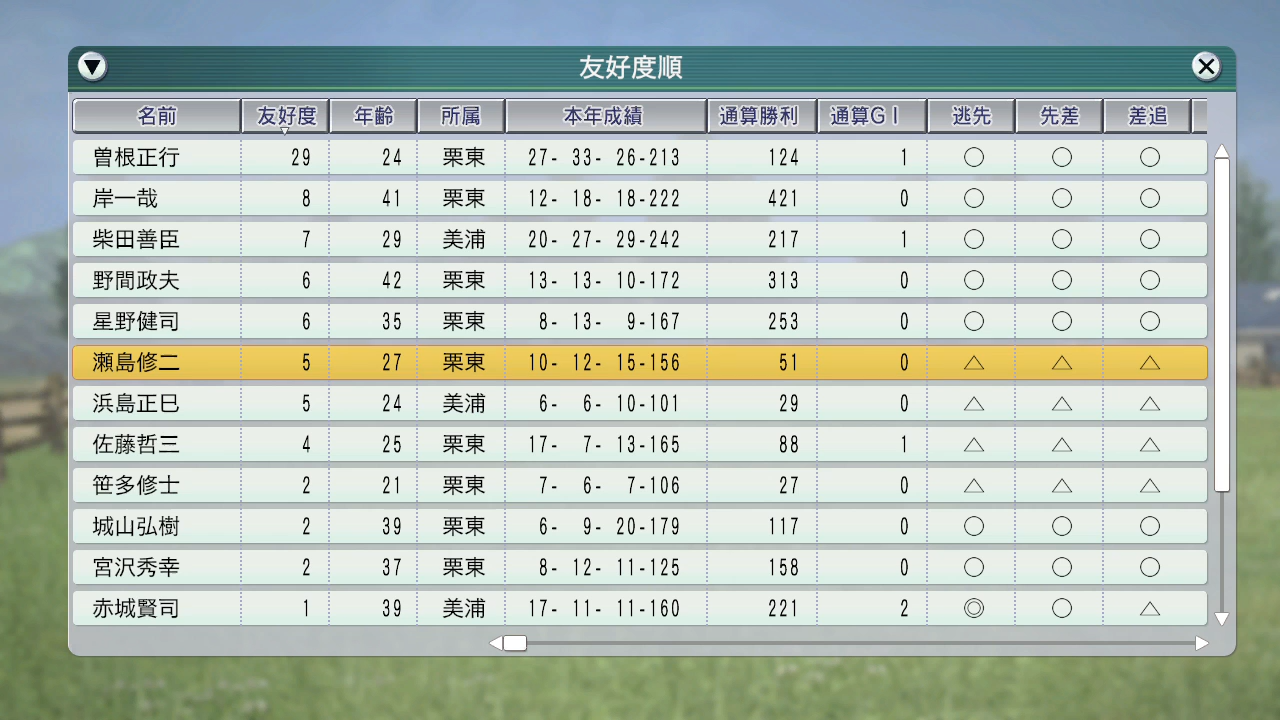 友好度順
名前 友好度 年齢 所属 本年成績 通算勝利 通算GⅠ 逃先 先差 差追
曽根正行 29 24 栗東 27- 33- 26-213 124 1 ○ ○ ○
岸一哉 8 41 栗東 12- 18- 18-222 421 0 ○ ○ ○
柴田善臣 7 29 美浦 20- 27- 29-242 217 1 ○ ○ ○
野間政夫 6 42 栗東 13- 13- 10-172 313 0 ○ ○ ○
星野健司 6 35 栗東 8- 13- 9-167 253 0 ○ ○ ○
瀬島修二 5 27 栗東 10- 12- 15-156 51 0 △ △ △
浜島正巳 5 24 美浦 6- 6- 10-101 29 0 △ △ △
佐藤哲三 4 25 栗東 17- 7- 13-165 88 1 △ △ △
笹多修士 2 21 栗東 7- 6- 7-106 27 0 △ △ △
城山弘樹 2 39 栗東 6- 9- 20-179 117 0 ○ ○ ○
宮沢秀幸 2 37 栗東 8- 12- 11-125 158 0 ○ ○ ○
赤城賢司 1 39 美浦 17- 11- 11-160 221 2 ◎ ○ △